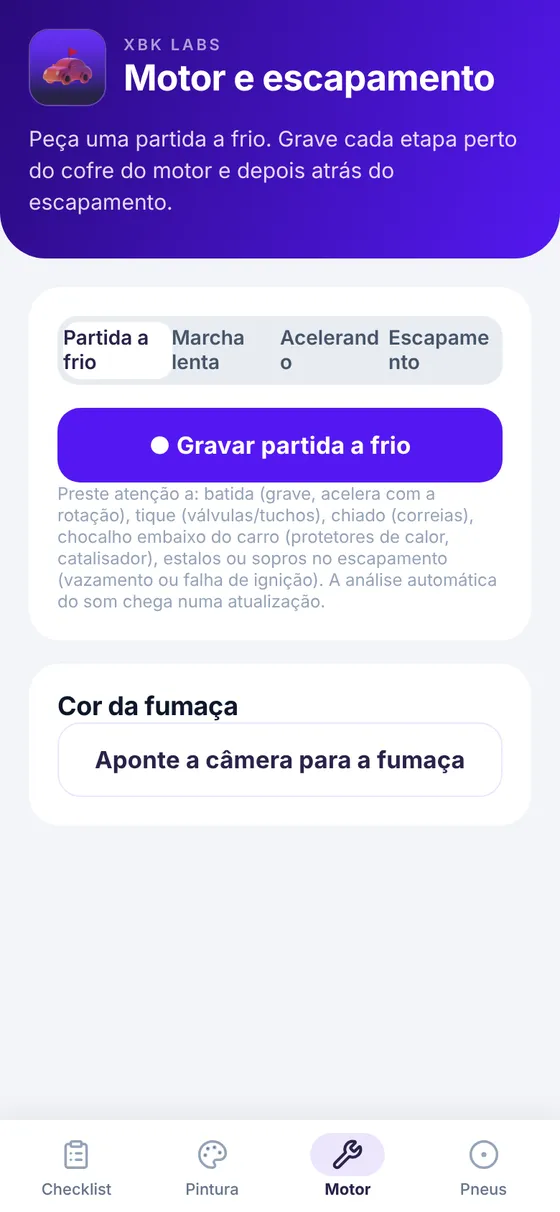 XBK LABS
Motor e escapamento
Peça uma partida a frio. Grave cada etapa perto
do cofre do motor e depois atrás do
escapamento.
Partida a
frio
Marcha
lenta
Acelerand
o
Escapame
nto
Gravar partida a frio
Preste atenção a: batida (grave, acelera com a
rotação), tique (válvulas/tuchos), chiado (correias),
chocalho embaixo do carro (protetores de calor,
catalisador), estalos ou sopros no escapamento
(vazamento ou falha de ignição). A análise automática
do som chega numa atualização.
Cor da fumaça
Aponte a câmera para a fumaça
Checklist
Pintura
Motor
Pneus